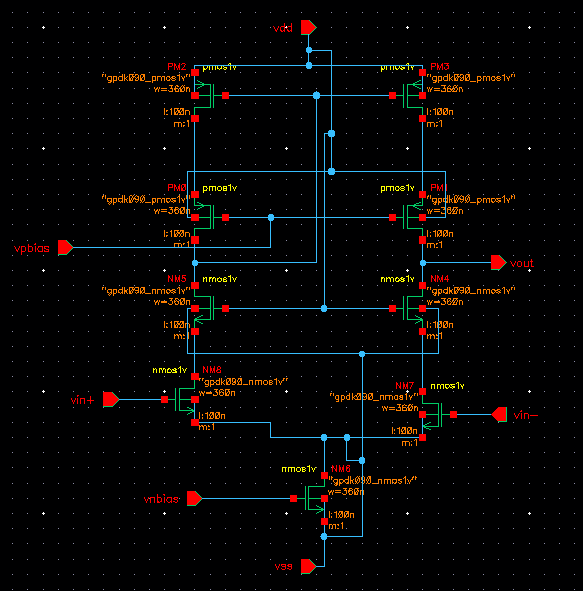 vdd
PM2 pmos1v
"gpdk090_pmos1v"
w=360n
l:100n
m:1
pmos1v PM3
"gpdk090_pmos1v"
w=360n
l:100n
m:1
PM0 pmos1v
"gpdk090_pmos1v"
w=360n
l:100n
m:1
pmos1v
"gpdk090_pmos1v"
w=360n
l:100n
m:1
vpbias
vout
NM5 nmos1v
"gpdk090_nmos1v"
w=360n
l:100n
m:1
nmos1v NM4
"gpdk090_nmos1v"
w=360n
l:100n
m:1
nmos1v NM8
"gpdk090_nmos1v"
w=360n
l:100n
m:1
NM7 nmos1v
"gpdk090_nmos1v"
w=360n
l:100n
m:1
vin+
vin-
nmos1v NM6
"gpdk090_nmos1v"
w=360n
l:100n
m:1
vnbias
vss